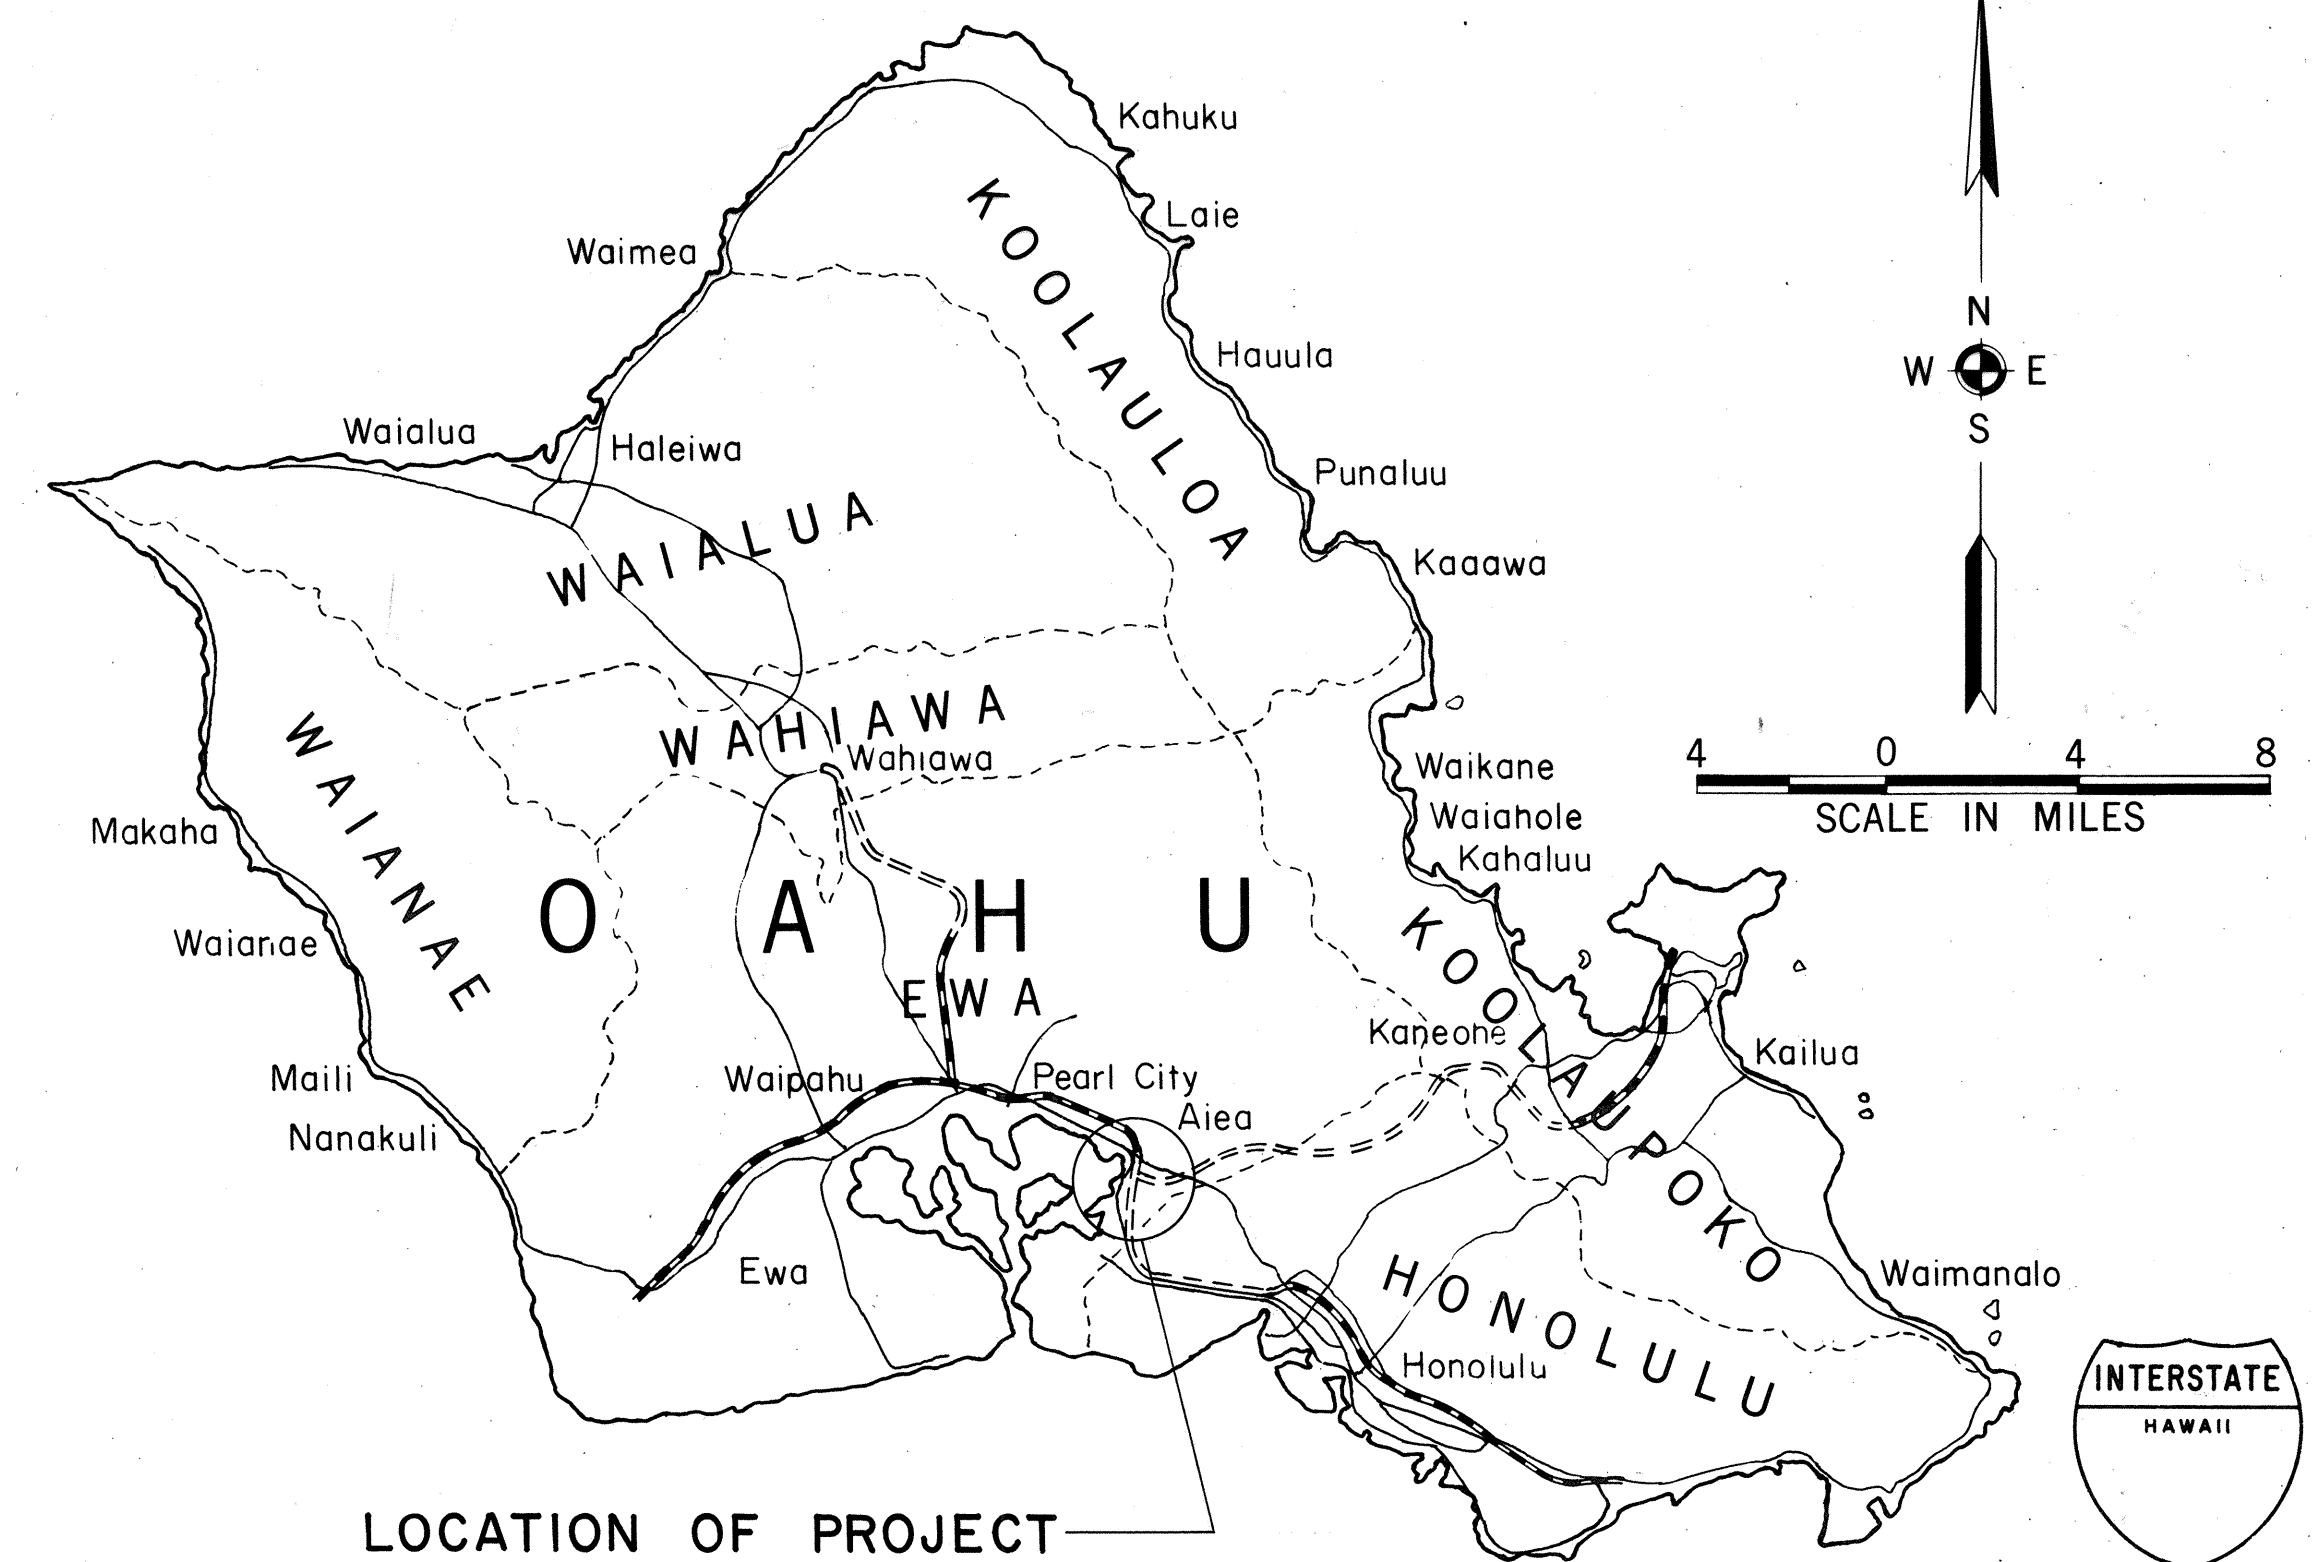 Kahuku
KOOLAULOA
Laie
Waimea
N
W E
S
Hauula
Waialua
Haleiwa
Punaluu
WAIALUA
Kaaawa
WAHIAWA
WAIANAE
Wahiawa
Waikane
4 0 4 8
SCALE IN MILES
Waiahole
Makaha
Kahaluu
OAHU
Waianae
KOOLAUPOKO
EWA
Kaneohe
Kailua
Maili
Waipahu
Pearl City
Aiea
Nanakuli
Ewa
HONOLULU
Waimanalo
Honolulu
INTERSTATE
HAWAII
LOCATION OF PROJECT